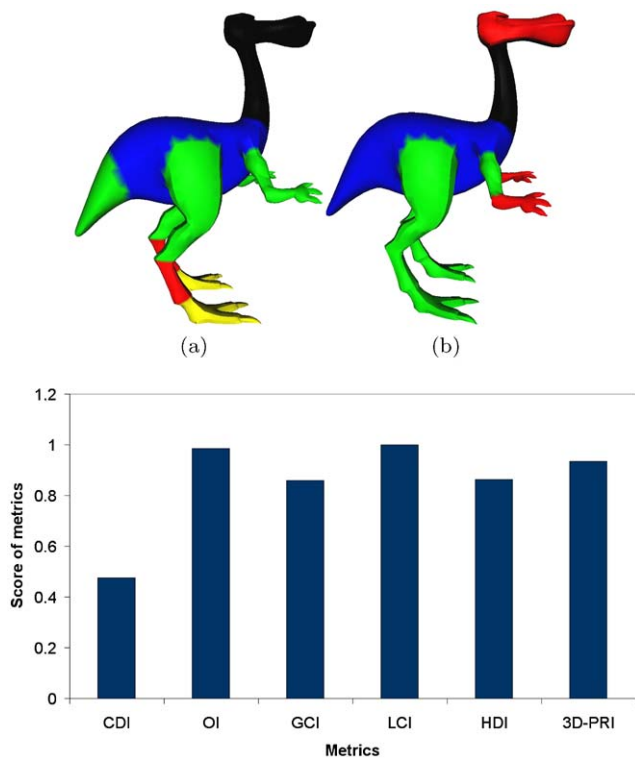 (a) (b)
1.2
1
0.8
0.6
0.4
0.2
0
Score of metrics
CDI OI GCI LCI HDI 3D-PRI
Metrics